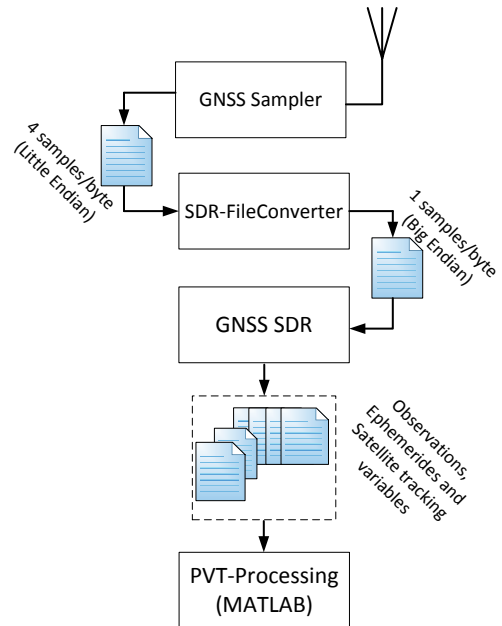 GNSS Sampler
4 samples/byte
(Little Endian)
SDR-FileConverter
1 samples/byte
(Big Endian)
GNSS SDR
Observations,
Ephemerides and
Satellite tracking
variables
PVT-Processing
(MATLAB)